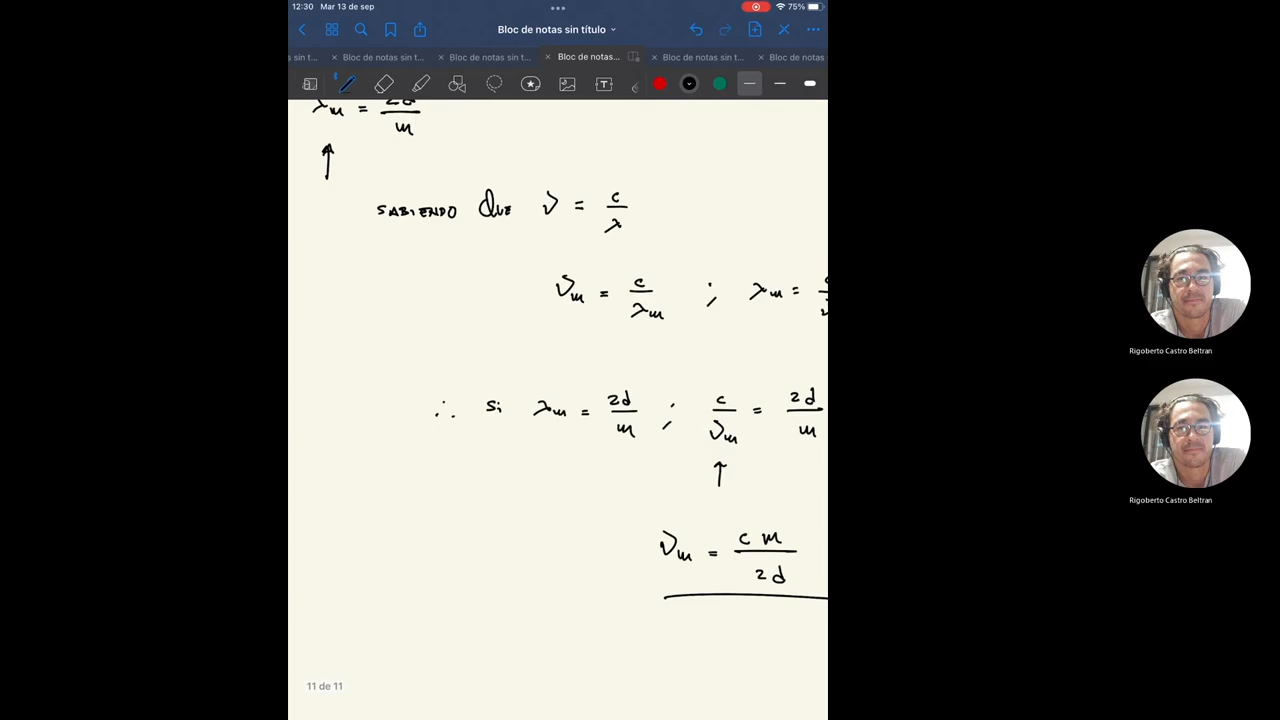 12:30 Mar 13 de sep 75%
Bloc de notas sin título
s sin t... Bloc de notas sin t... Bloc de notas sin t... Bloc de notas... Bloc de notas sin t... Bloc de notas
λm = 2d/m
SABIENDO QUE ν = c/λ
νm = c/λm ; λm =
∴ Si λm = 2d/m ; c/νm = 2d/m
νm = c m/2d
11 de 11
Rigoberto Castro Beltran
Rigoberto Castro Beltran